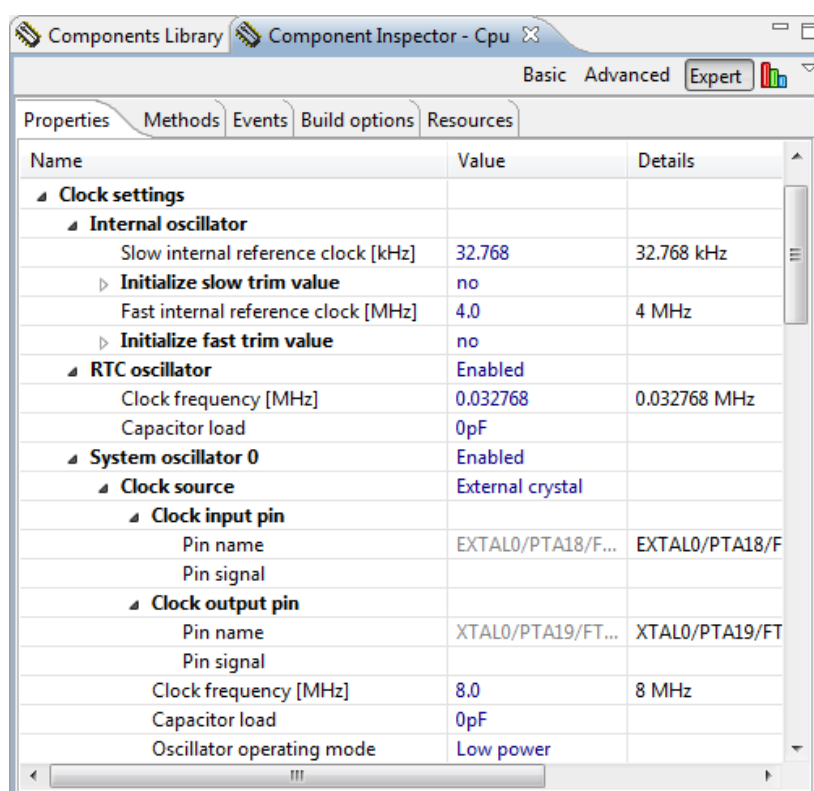 Components Library Component Inspector - Cpu
Basic Advanced Expert
Properties Methods Events Build options Resources
Name Value Details
Clock settings
Internal oscillator
Slow internal reference clock [kHz] 32.768 32.768 kHz
Initialize slow trim value no
Fast internal reference clock [MHz] 4.0 4 MHz
Initialize fast trim value no
RTC oscillator Enabled
Clock frequency [MHz] 0.032768 0.032768 MHz
Capacitor load 0pF
System oscillator 0 Enabled
Clock source External crystal
Clock input pin
Pin name EXTAL0/PTA18/F... EXTAL0/PTA18/F
Pin signal
Clock output pin
Pin name XTAL0/PTA19/FT... XTAL0/PTA19/FT
Pin signal
Clock frequency [MHz] 8.0 8 MHz
Capacitor load 0pF
Oscillator operating mode Low power